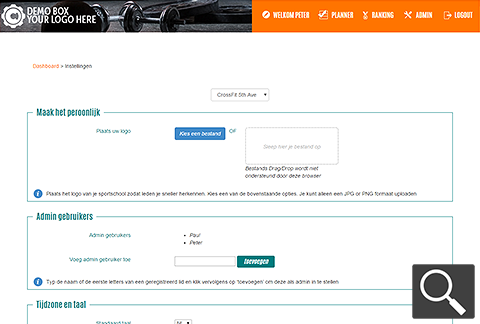 DEMO BOX
YOUR LOGO HERE
WELKOM PETER
PLANNER
RANKING
ADMIN
LOGOUT
Dashboard > Instellingen
CrossFit 5th Ave
Maak het persoonlijk
Plaats uw logo
Kies een bestand
OF
Sleep hier je bestand op
Bestands Drag/Drop wordt niet
ondersteund door deze browser
Plaats het logo van je sportschool zodat leden je sneller herkennen. Kies een van de bovenstaande opties. Je kunt alleen een JPG or PNG formaat uploaden
Admin gebruikers
Admin gebruikers
Paul
Peter
Voeg admin gebruiker toe
toevoegen
Typ de naam of de eerste letters van een geregistreerd lid en klik vervolgens op 'toevoegen' om deze als admin in te stellen
Tijdzone en taal
Standaard taal